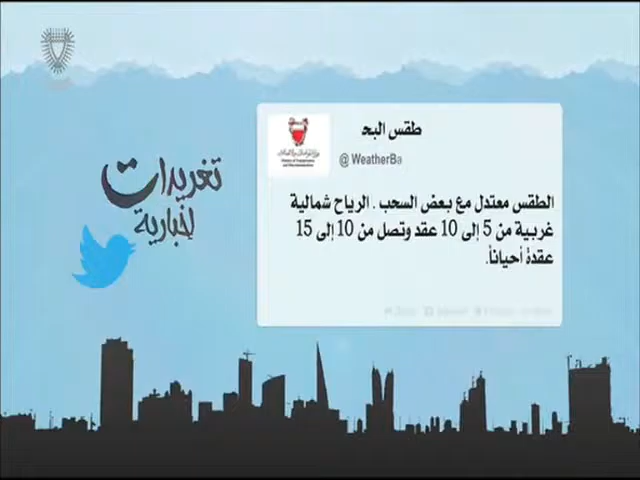 تغريدات
إخبارية
طقس البح
@WeatherBa
الطقس معتدل مع بعض السحب . الرياح شمالية
غربية من 5 إلى 10 عقد وتصل من 10 إلى 15
عقدة أحياناً.